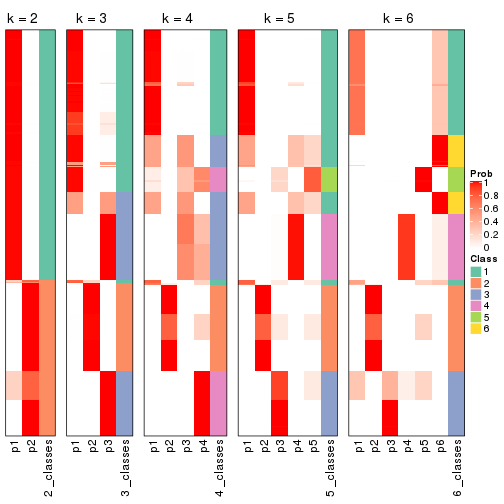 k = 2
k = 3
k = 4
k = 5
k = 6
p1
p2
2_classes
p1
p2
p3
3_classes
p1
p2
p3
p4
4_classes
p1
p2
p3
p4
p5
5_classes
p1
p2
p3
p4
p5
p6
6_classes
Prob
1
0.8
0.6
0.4
0.2
0
Class
1
2
3
4
5
6